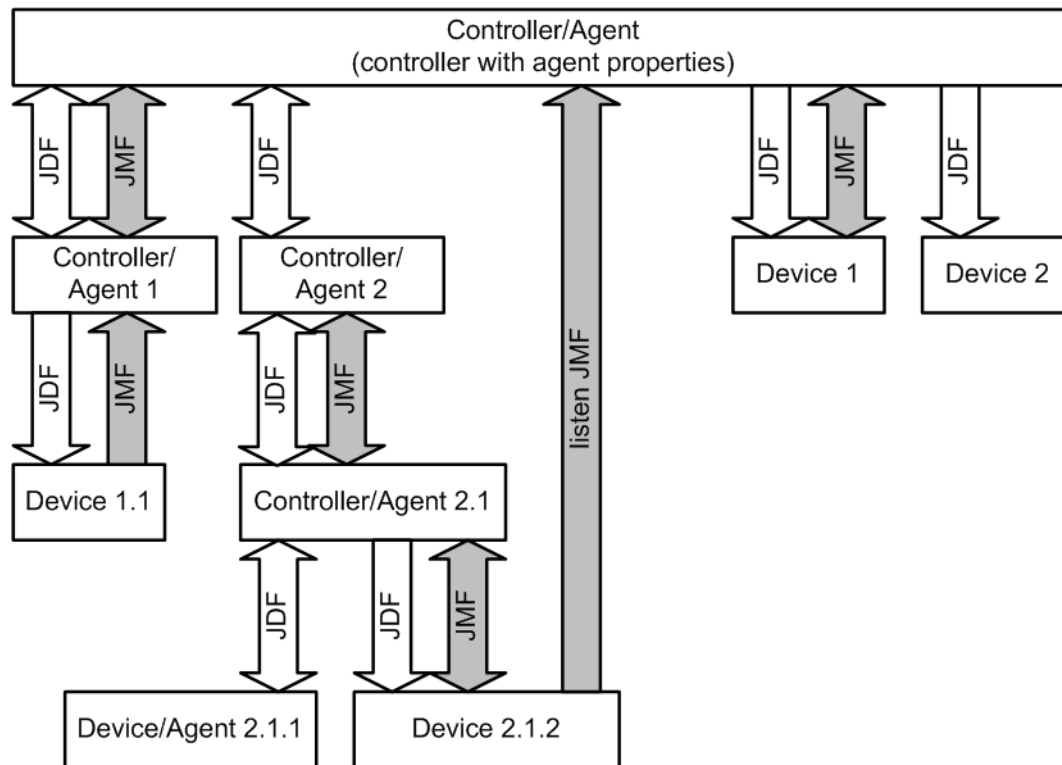 Controller/Agent
(controller with agent properties)
JDF
JMF
JDF
JDF
JMF
JDF
Controller/
Agent 1
Controller/
Agent 2
Device 1
Device 2
JDF
JMF
JDF
JMF
listen JMF
Device 1.1
Controller/Agent 2.1
JDF
JDF
JMF
Device/Agent 2.1.1
Device 2.1.2